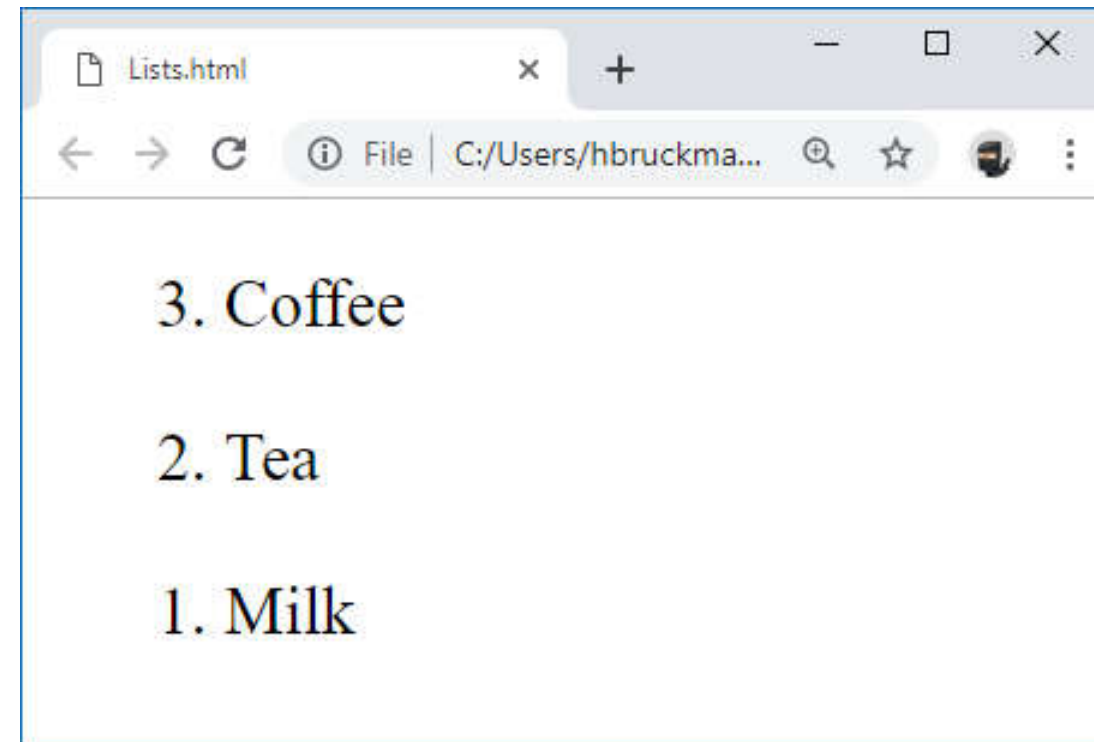 Lists.html
File | C:/Users/hbruckma...
3. Coffee
2. Tea
1. Milk